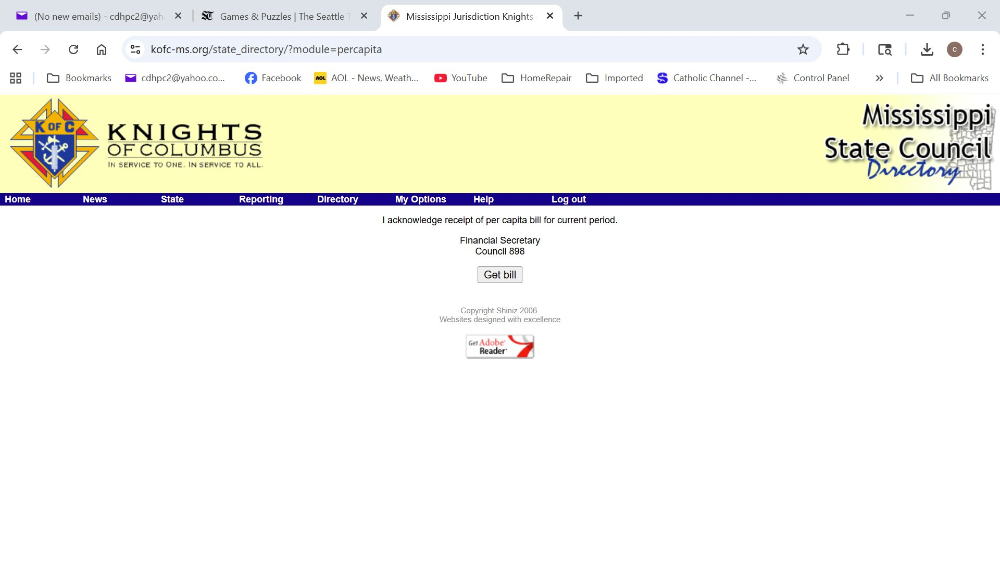 (No new emails) - cdhpc2@yah
Games & Puzzles | The Seattle T
Mississippi Jurisdiction Knights
kofc-ms.org/state_directory/?module=percapita
C
Bookmarks
cdhpc2@yahoo.co...
Facebook
AOL
AOL - News, Weath...
YouTube
HomeRepair
Imported
Catholic Channel -...
Control Panel
All Bookmarks
K OF C
KNIGHTS
OF COLUMBUS
IN SERVICE TO ONE. IN SERVICE TO ALL.
Mississippi
State Council
Directory
Home News State Reporting Directory My Options Help Log out
I acknowledge receipt of per capita bill for current period.
Financial Secretary
Council 898
Get bill
Copyright Shiniz 2006.
Websites designed with excellence
Get Adobe
Reader